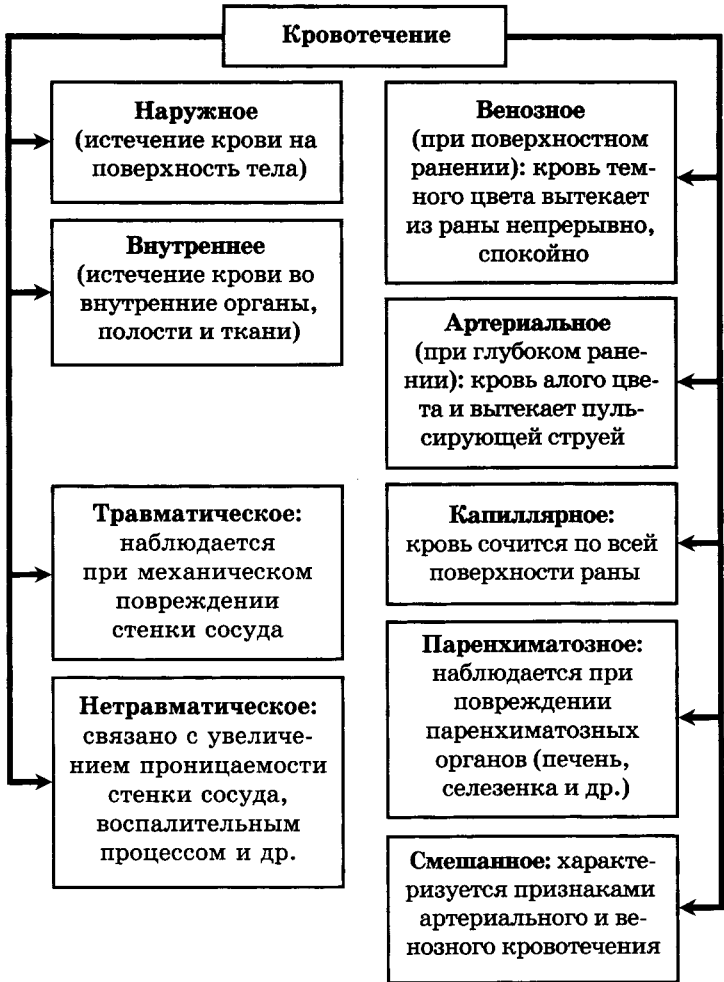 Кровотечение
Наружное
(истечение крови на
поверхность тела)
Внутреннее
(истечение крови во
внутренние органы,
полости и ткани)
Травматическое:
наблюдается
при механическом
повреждении
стенки сосуда
Нетравматическое:
связано с увеличе-
нием проницаемости
стенки сосуда,
воспалительным
процессом и др.
Венозное
(при поверхностном
ранении): кровь тем-
ного цвета вытекает
из раны непрерывно,
спокойно
Артериальное
(при глубоком ране-
нии): кровь алого цве-
та и вытекает пуль-
сирующей струей
Капиллярное:
кровь сочится по всей
поверхности раны
Паренхиматозное:
наблюдается при
повреждении
паренхиматозных
органов (печень,
селезенка и др.)
Смешанное: характе-
ризуется признаками
артериального и ве-
нозного кровотечения